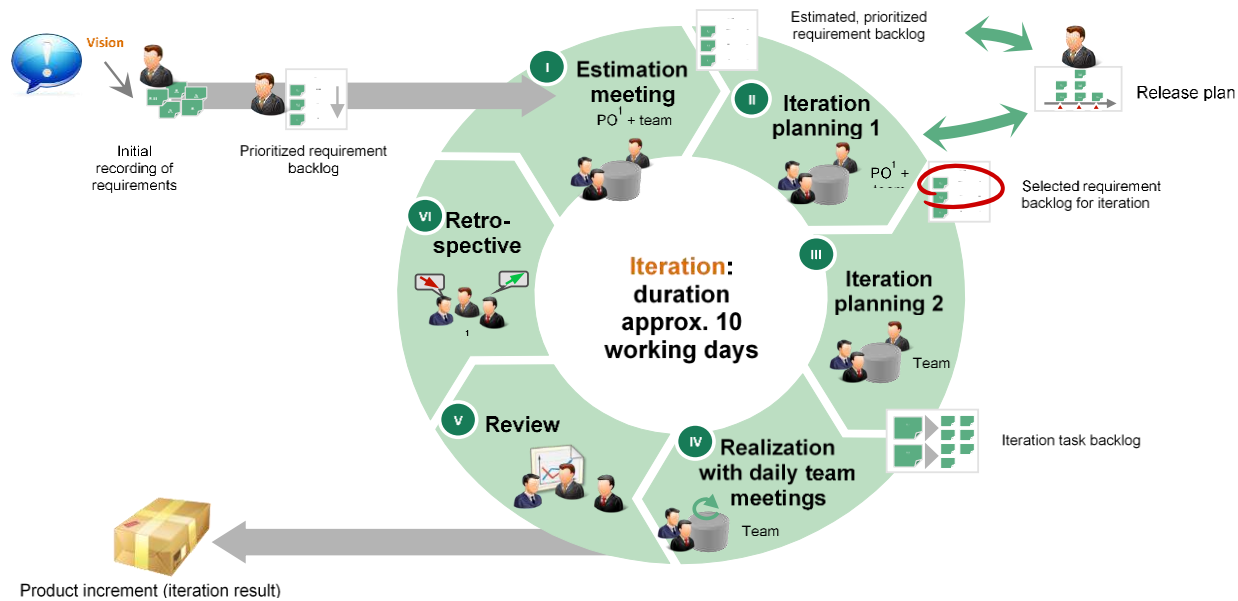 Vision
Initial
recording of
requirements
Prioritized requirement
backlog
I
Estimation
meeting
PO1 + team
Estimated, prioritized
requirement backlog
Release plan
II
Iteration
planning 1
PO1 +
Selected requirement
backlog for iteration
III
Iteration
planning 2
Team
Iteration task backlog
IV
Realization
with daily team
meetings
Team
V
Review
VI
Retro-
spective
1
Iteration:
duration
approx. 10
working days
Product increment (iteration result)